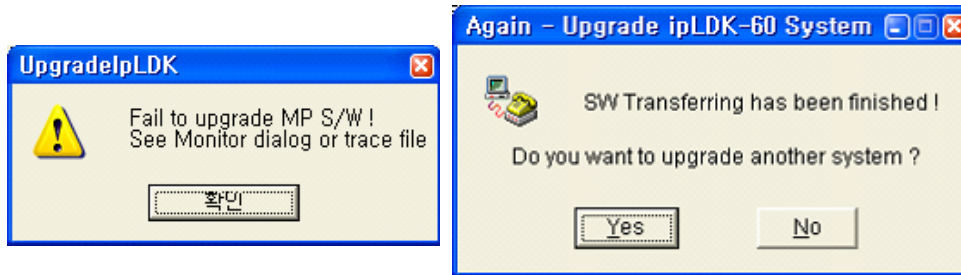 UpgradeIpLDK
Fail to upgrade MP S/W !
See Monitor dialog or trace file
확인
Again - Upgrade ipLDK-60 System
SW Transferring has been finished !
Do you want to upgrade another system ?
Yes
No